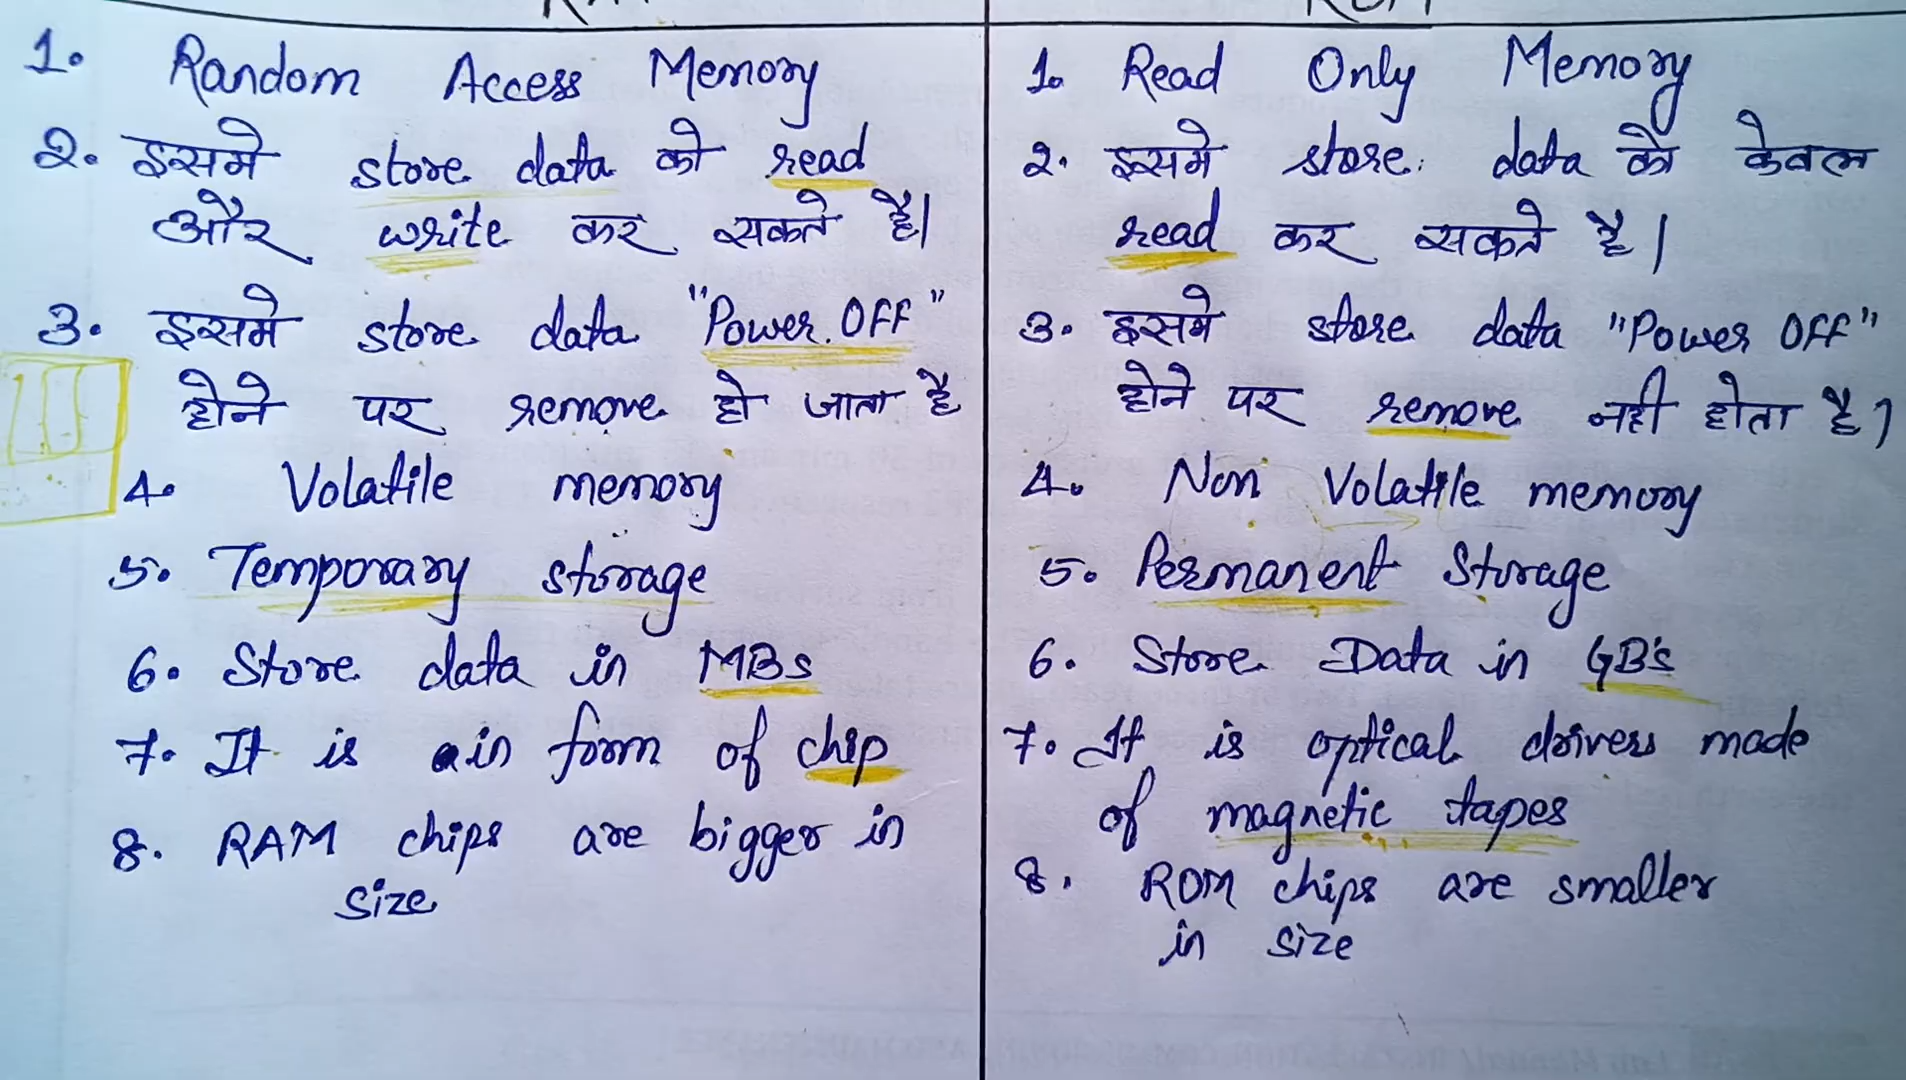 RAM
1. Random Access Memory
2. इसमे store data को read
और write कर सकते है।
3. इसमे store data "Power OFF"
होने पर remove हो जाता है
4. Volatile memory
5. Temporary storage
6. Store data in MBs
7. It is in form of chip
8. RAM chips are bigger in
size
ROM
1. Read Only Memory
2. इसमे store data को केवल
read कर सकते है।
3. इसमे store data "Power OFF"
होने पर remove नही होता है।
4. Non Volatile memory
5. Permanent Storage
6. Store Data in GB's
7. It is optical drivers made
of magnetic tapes
8. ROM chips are smaller
in size